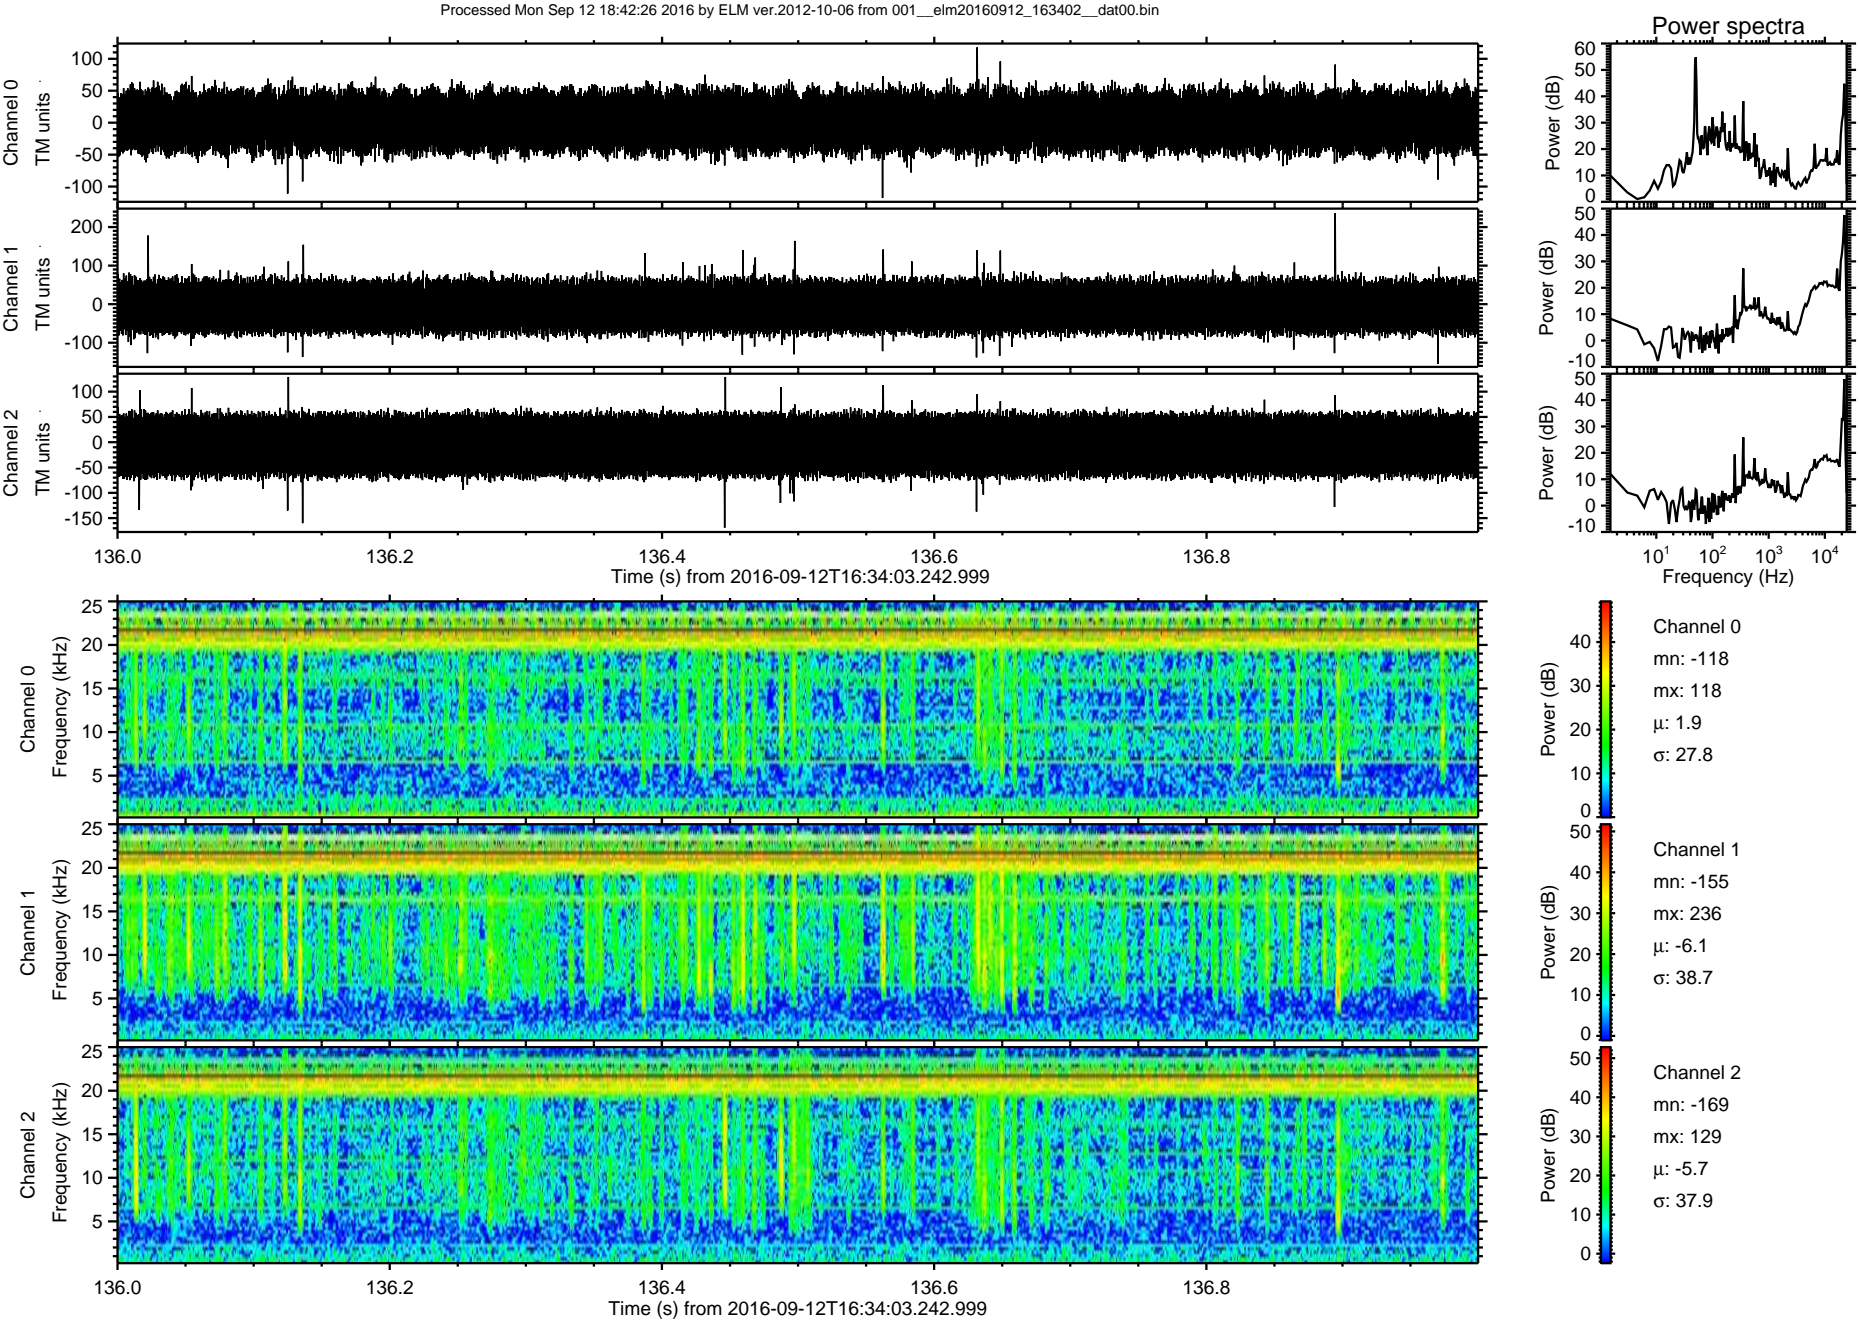 Processed Mon Sep 12 18:42:26 2016 by ELM ver.2012-10-06 from 001__elm20160912_163402__dat00.bin
Power spectra
Channel 0
TM units
100
50
0
-50
-100
Power (dB)
60
50
40
30
20
10
0
Channel 1
TM units
200
100
0
-100
Power (dB)
50
40
30
20
10
0
-10
Channel 2
TM units
100
50
0
-50
-100
-150
Power (dB)
50
40
30
20
10
0
-10
136.0 136.2 136.4 136.6 136.8
Time (s) from 2016-09-12T16:34:03.242.999
10¹ 10² 10³ 10⁴
Frequency (Hz)
Channel 0
Frequency (kHz)
25
20
15
10
5
Power (dB)
40
30
20
10
0
Channel 0
mn: -118
mx: 118
μ: 1.9
σ: 27.8
Channel 1
Frequency (kHz)
25
20
15
10
5
Power (dB)
50
40
30
20
10
0
Channel 1
mn: -155
mx: 236
μ: -6.1
σ: 38.7
Channel 2
Frequency (kHz)
25
20
15
10
5
Power (dB)
50
40
30
20
10
0
Channel 2
mn: -169
mx: 129
μ: -5.7
σ: 37.9
136.0 136.2 136.4 136.6 136.8
Time (s) from 2016-09-12T16:34:03.242.999